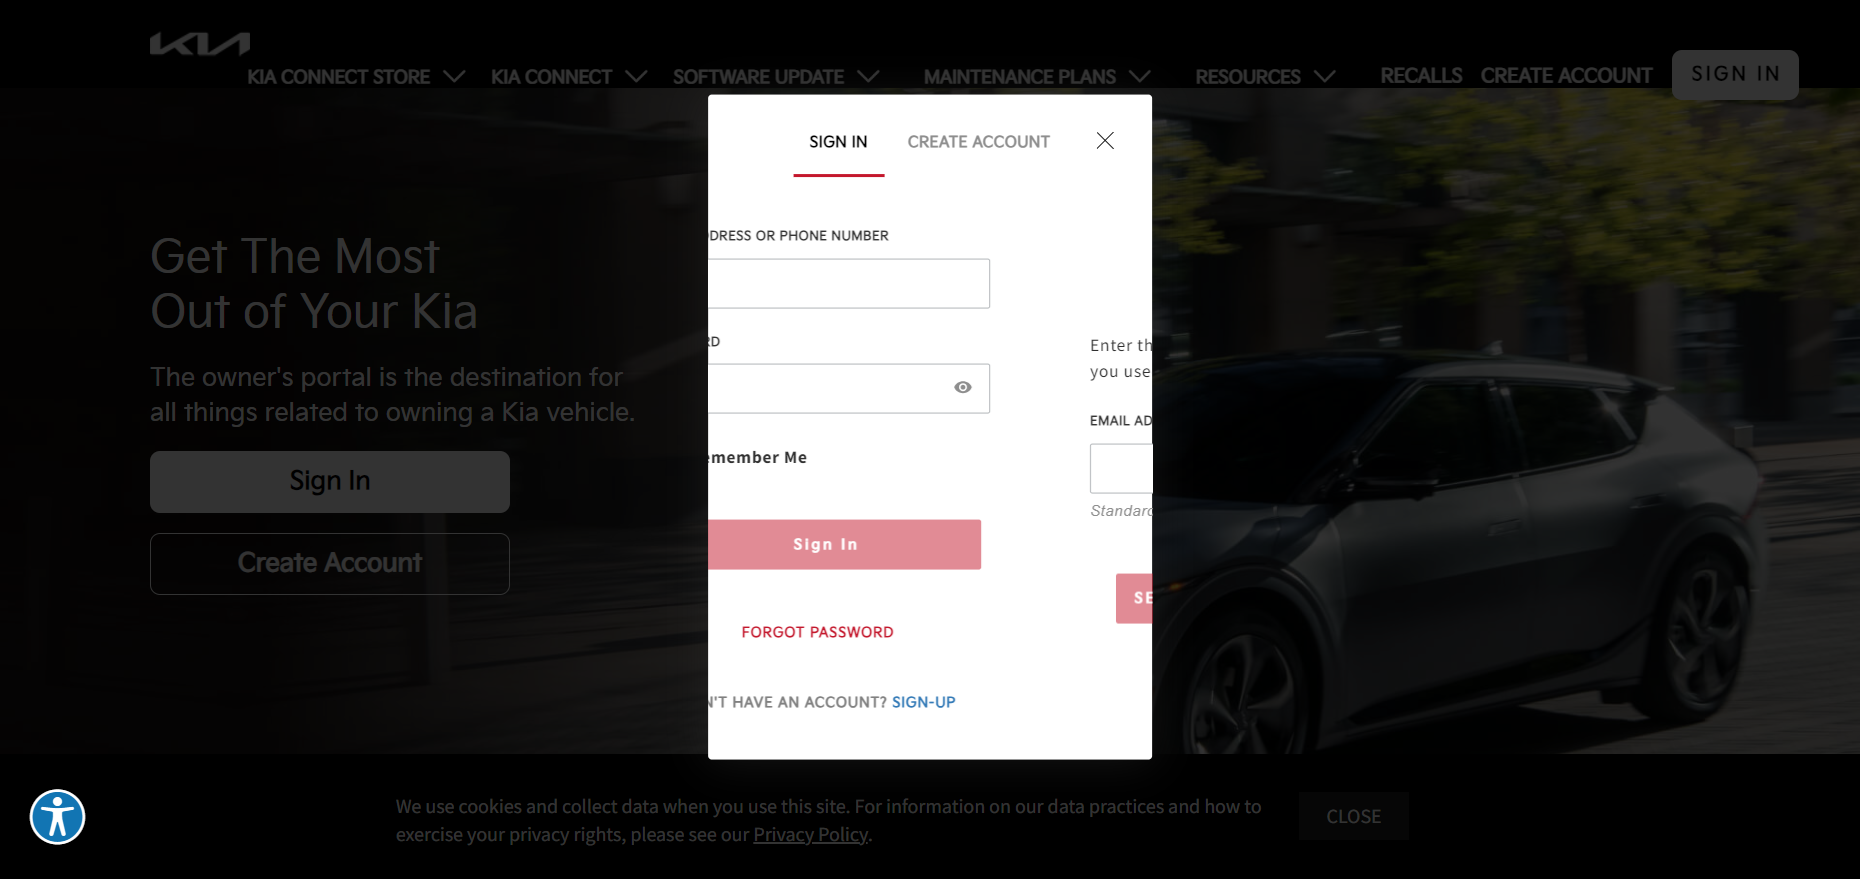 KIA
KIA CONNECT STORE
KIA CONNECT
SOFTWARE UPDATE
MAINTENANCE PLANS
RESOURCES
RECALLS
CREATE ACCOUNT
SIGN IN
Get The Most
Out of Your Kia
The owner's portal is the destination for
all things related to owning a Kia vehicle.
Sign In
Create Account
SIGN IN
CREATE ACCOUNT
DDRESS OR PHONE NUMBER
RD
emember Me
Sign In
FORGOT PASSWORD
N'T HAVE AN ACCOUNT? SIGN-UP
Enter th
you use
EMAIL AD
Standard
SE
We use cookies and collect data when you use this site. For information on our data practices and how to
exercise your privacy rights, please see our Privacy Policy.
CLOSE